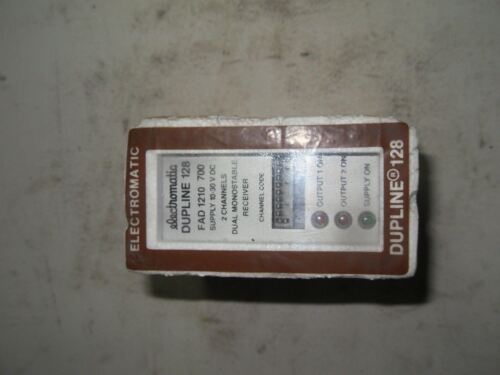 ELECTROMATIC
electromatic
DUPLINE 128
FAD 1210 700
SUPPLY 10-30 V DC
2 CHANNELS
DUAL MONOSTABLE
RECEIVER
CHANNEL CODE
OUTPUT 1 ON
OUTPUT 2 ON
SUPPLY ON
DUPLINE® 128